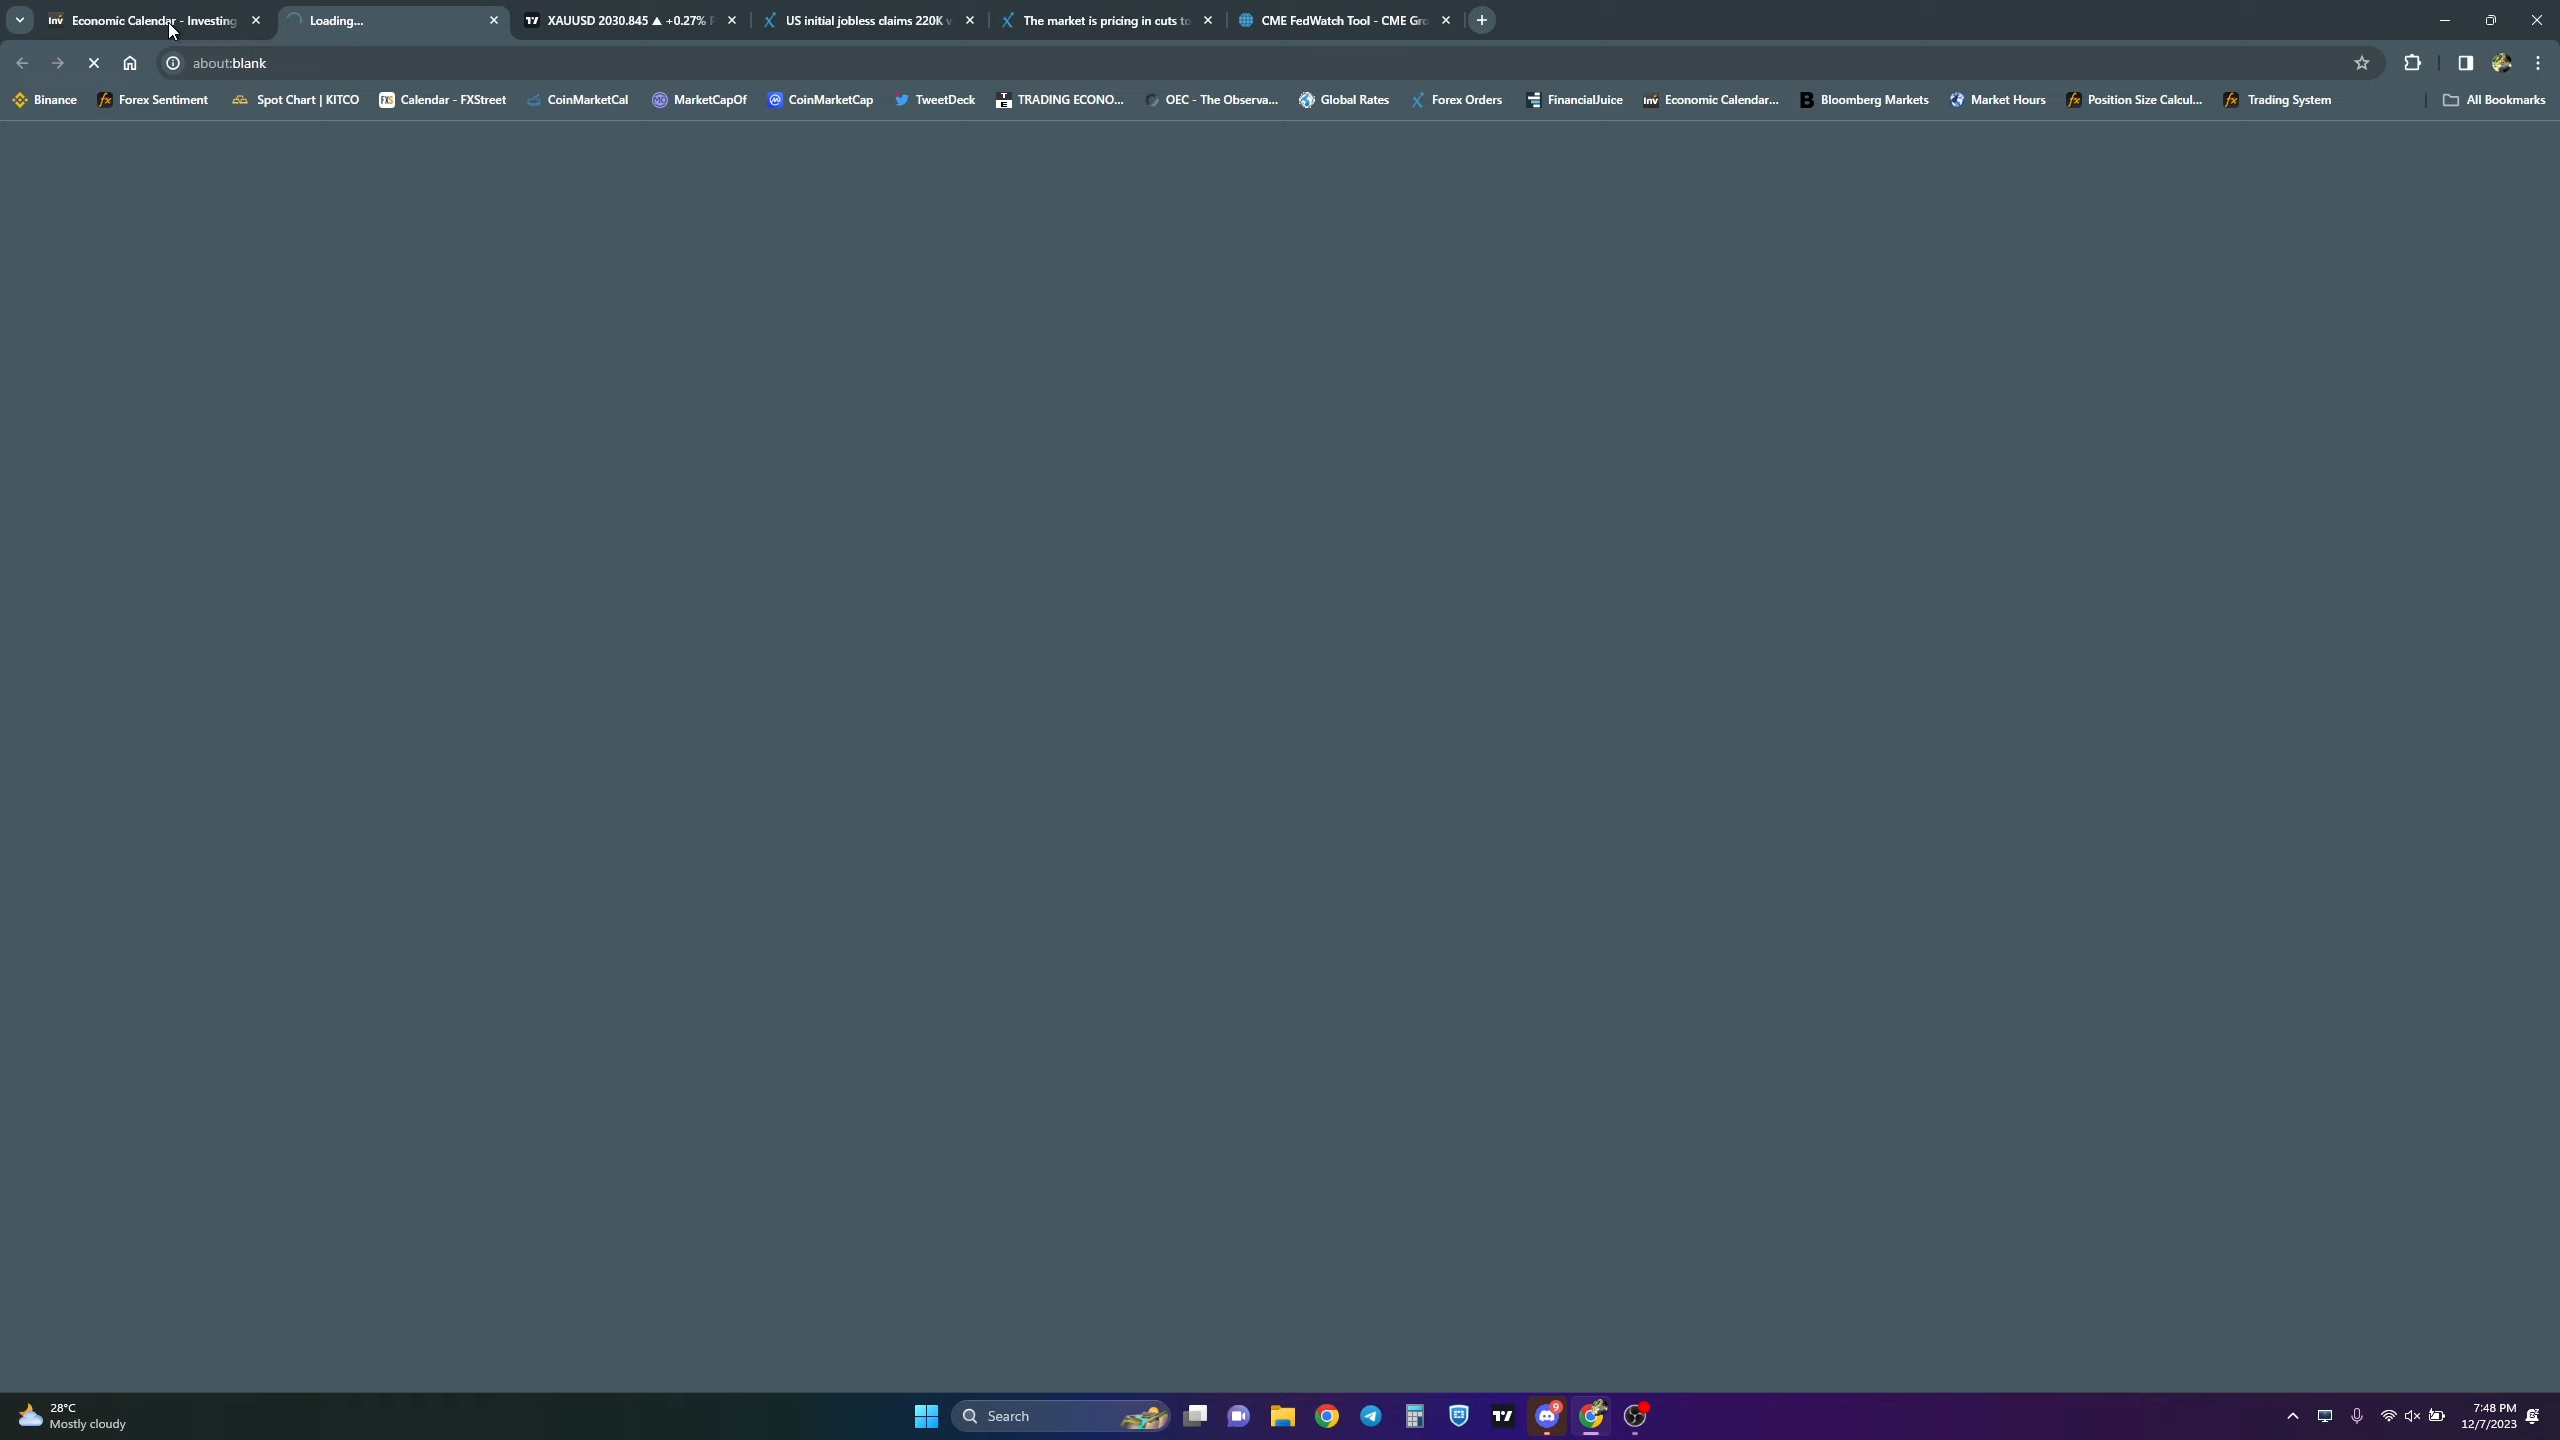 Economic Calendar - Investing
Loading...
XAUUSD 2030.845 ▲ +0.27%
US initial jobless claims 220K
The market is pricing in cuts to
CME FedWatch Tool - CME Gro
about:blank
Binance
Forex Sentiment
Spot Chart | KITCO
Calendar - FXStreet
CoinMarketCal
MarketCapOf
CoinMarketCap
TweetDeck
TRADING ECONO...
OEC - The Observa...
Global Rates
Forex Orders
FinancialJuice
Economic Calendar...
Bloomberg Markets
Market Hours
Position Size Calcul...
Trading System
All Bookmarks
28°C
Mostly cloudy
Search
9
7:48 PM
12/7/2023